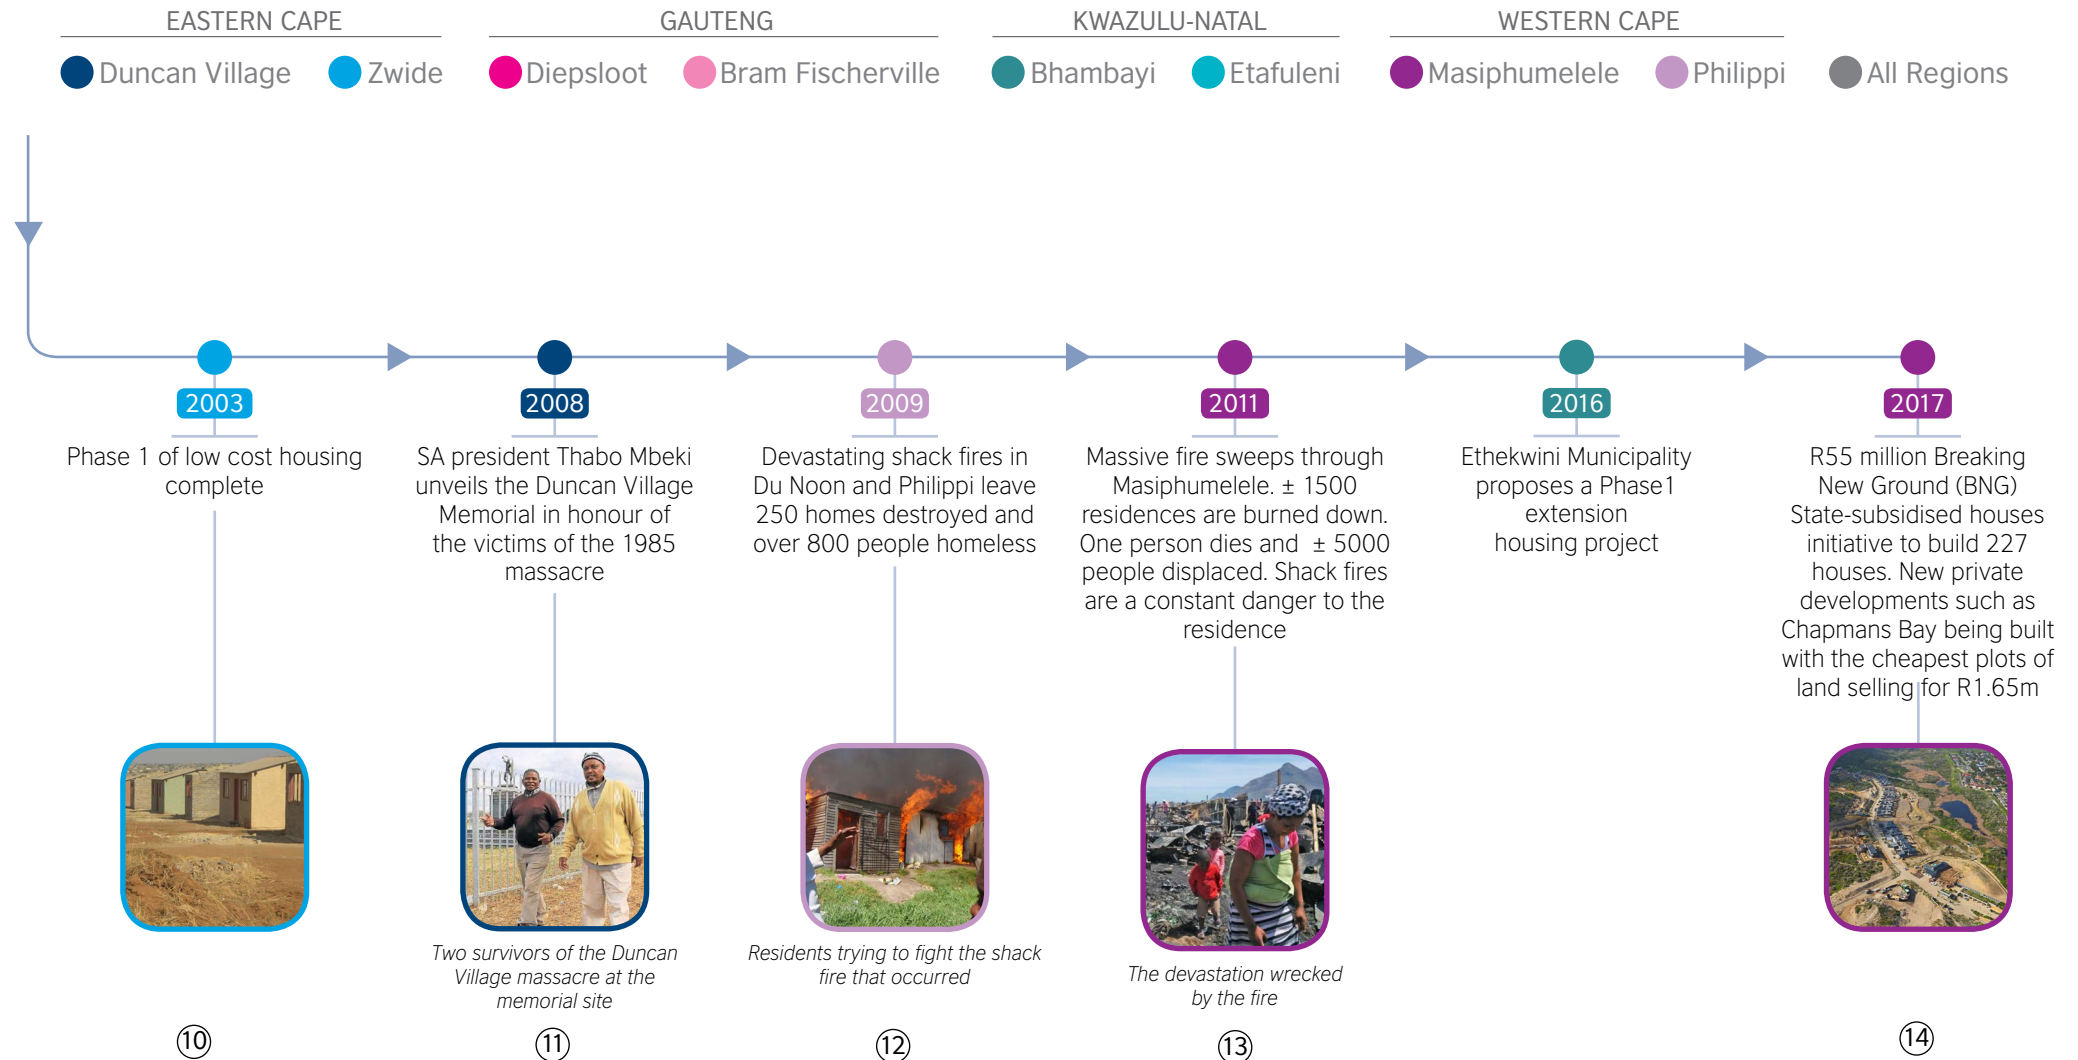 EASTERN CAPE
GAUTENG
KWAZULU-NATAL
WESTERN CAPE
Duncan Village
Zwide
Diepsloot
Bram Fischerville
Bhambayi
Etafuleni
Masiphumelele
Philippi
All Regions
2003
Phase 1 of low cost housing
complete
10
2008
SA president Thabo Mbeki
unveils the Duncan Village
Memorial in honour of
the victims of the 1985
massacre
Two survivors of the Duncan
Village massacre at the
memorial site
11
2009
Devastating shack fires in
Du Noon and Philippi leave
250 homes destroyed and
over 800 people homeless
Residents trying to fight the shack
fire that occurred
12
2011
Massive fire sweeps through
Masiphumelele. ± 1500
residences are burned down.
One person dies and ± 5000
people displaced. Shack fires
are a constant danger to the
residence
The devastation wrecked
by the fire
13
2016
Ethekwini Municipality
proposes a Phase1
extension
housing project
2017
R55 million Breaking
New Ground (BNG)
State-subsidised houses
initiative to build 227
houses. New private
developments such as
Chapmans Bay being built
with the cheapest plots of
land selling for R1.65m
14